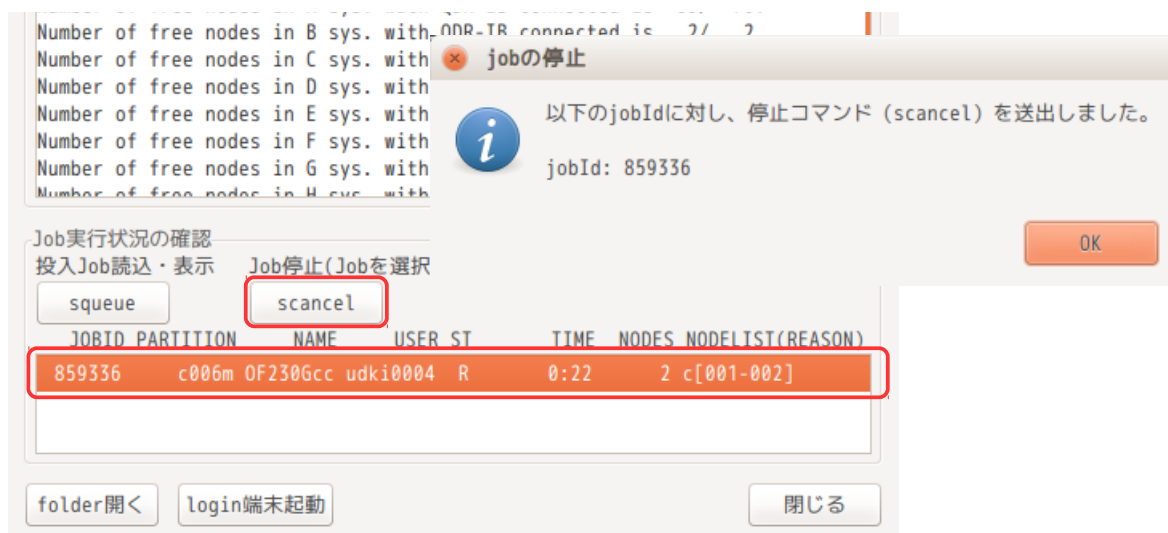 Number of free nodes in B sys. with QDR-IB connected is 2/ 2
Number of free nodes in C sys. with
Number of free nodes in D sys. with
Number of free nodes in E sys. with
Number of free nodes in F sys. with
Number of free nodes in G sys. with
Number of free nodes in H sys. with
jobの停止
以下のjobIdに対し、停止コマンド (scancel) を送出しました。
jobId: 859336
OK
Job実行状況の確認
投入Job読込・表示 Job停止(Jobを選択
squeue scancel
JOBID PARTITION NAME USER ST TIME NODES NODELIST(REASON)
859336 c006m OF230Gcc udki0004 R 0:22 2 c[001-002]
folder開く login端末起動 閉じる